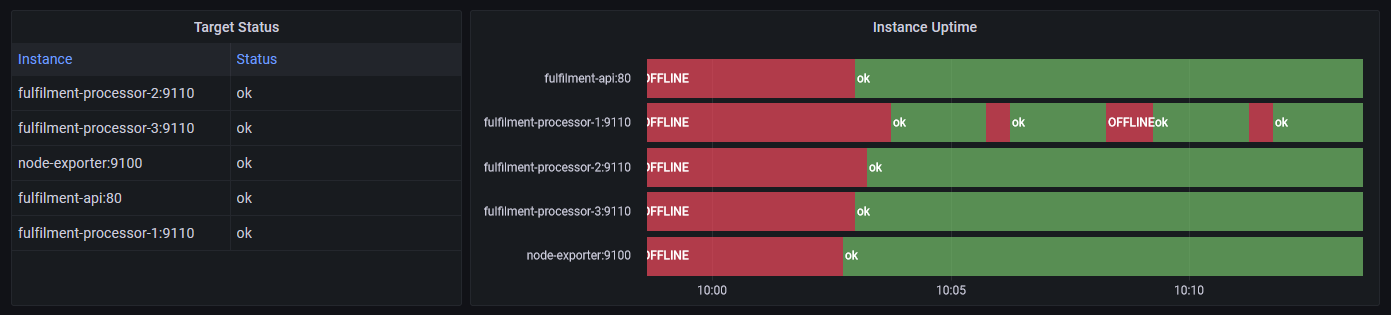 Target Status
Instance Status
fulfilment-processor-2:9110 ok
fulfilment-processor-3:9110 ok
node-exporter:9100 ok
fulfilment-api:80 ok
fulfilment-processor-1:9110 ok
Instance Uptime
fulfilment-api:80 OFFLINE ok
fulfilment-processor-1:9110 OFFLINE ok ok OFFLINE ok ok
fulfilment-processor-2:9110 OFFLINE ok
fulfilment-processor-3:9110 OFFLINE ok
node-exporter:9100 OFFLINE ok
10:00 10:05 10:10